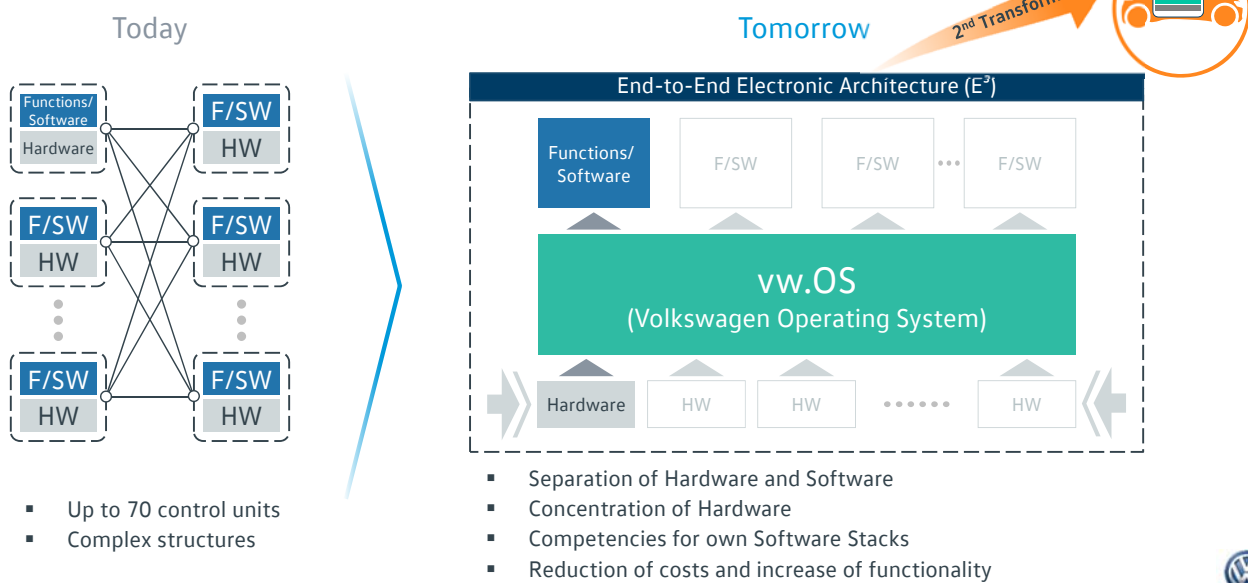 Today
Tomorrow
2nd
End-to-End Electronic Architecture (E³)
Functions/
Software
Hardware
F/SW
HW
F/SW
HW
F/SW
HW
F/SW
HW
F/SW
HW
Functions/
Software
F/SW
F/SW
...
F/SW
vw.OS
(Volkswagen Operating System)
Hardware
HW
HW
......
HW
▪ Up to 70 control units
▪ Complex structures
▪ Separation of Hardware and Software
▪ Concentration of Hardware
▪ Competencies for own Software Stacks
▪ Reduction of costs and increase of functionality